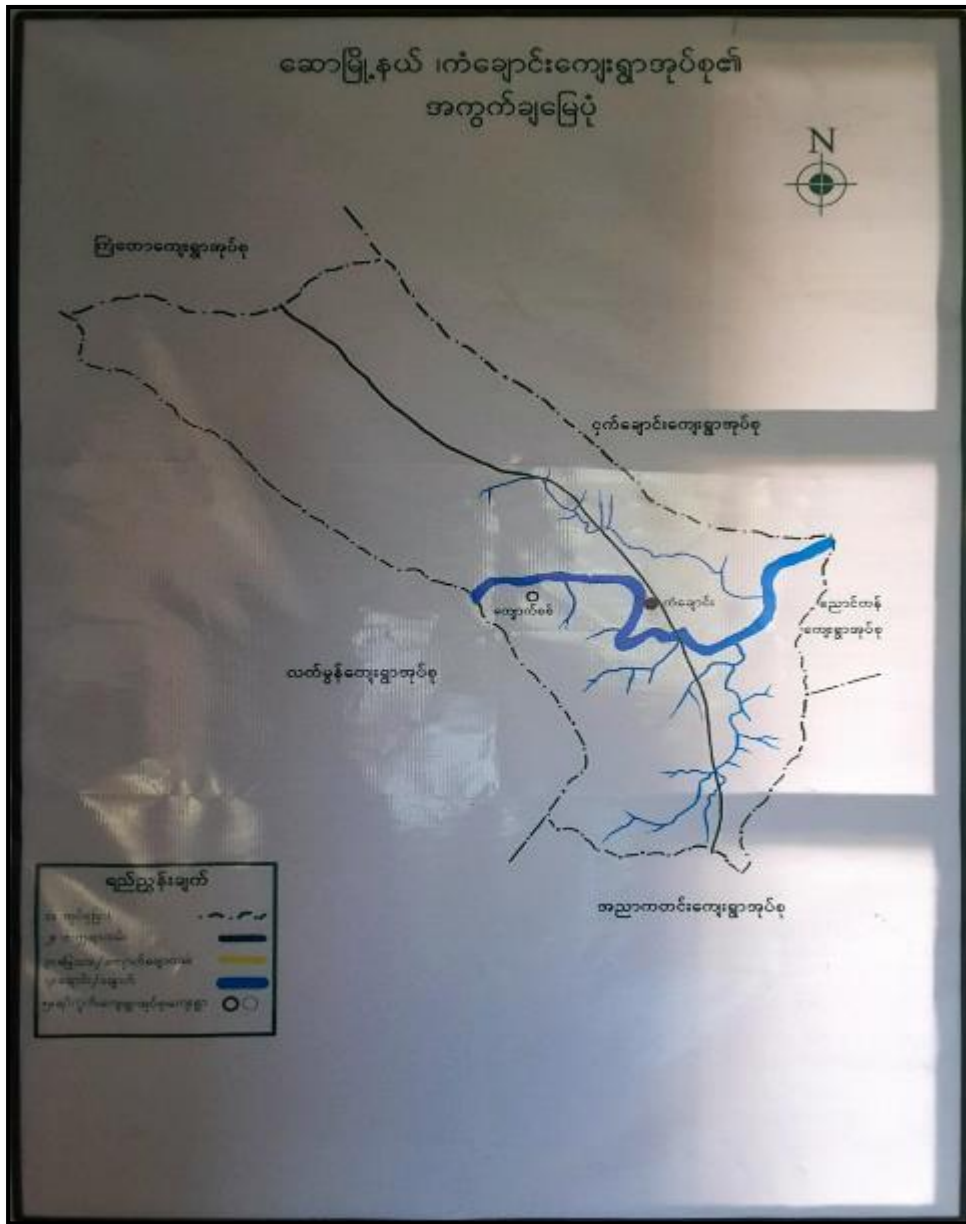 ဆောမြို့နယ် ၊ကံချောင်းကျေးရွာအုပ်စု၏
အကွက်ချမြေပုံ
N
ကြံတောကျေးရွာအုပ်စု
ငှက်ချောင်းကျေးရွာအုပ်စု
ကျောက်စစ်
ကံချောင်း
ညောင်ကန်
ကျေးရွာအုပ်စု
လတ်မွန်ကျေးရွာအုပ်စု
အညာကတင်းကျေးရွာအုပ်စု
ရည်ညွှန်းချက်